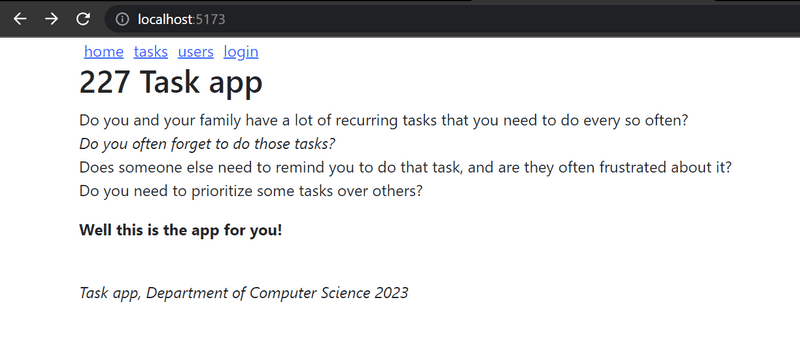 localhost:5173
home tasks users login
227 Task app
Do you and your family have a lot of recurring tasks that you need to do every so often?
Do you often forget to do those tasks?
Does someone else need to remind you to do that task, and are they often frustrated about it?
Do you need to prioritize some tasks over others?
Well this is the app for you!
Task app, Department of Computer Science 2023